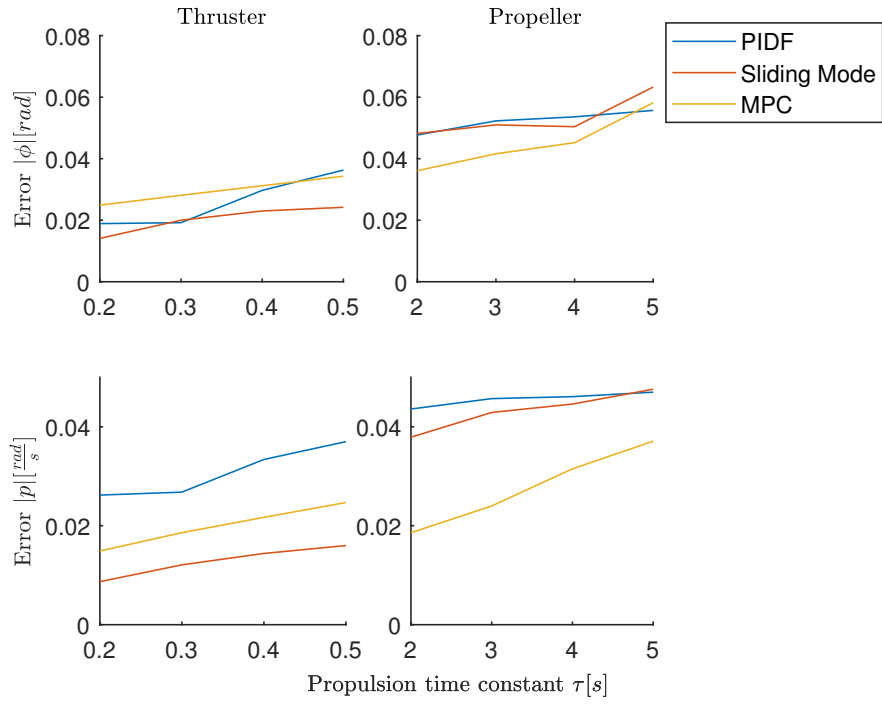 Thruster
Propeller
PIDF
Sliding Mode
MPC
Error |ϕ|[rad]
0.08
0.06
0.04
0.02
0
0.2 0.3 0.4 0.5
0.08
0.06
0.04
0.02
0
2 3 4 5
Error |p|[rad/s]
0.04
0.02
0
0.2 0.3 0.4 0.5
0.04
0.02
0
2 3 4 5
Propulsion time constant τ[s]